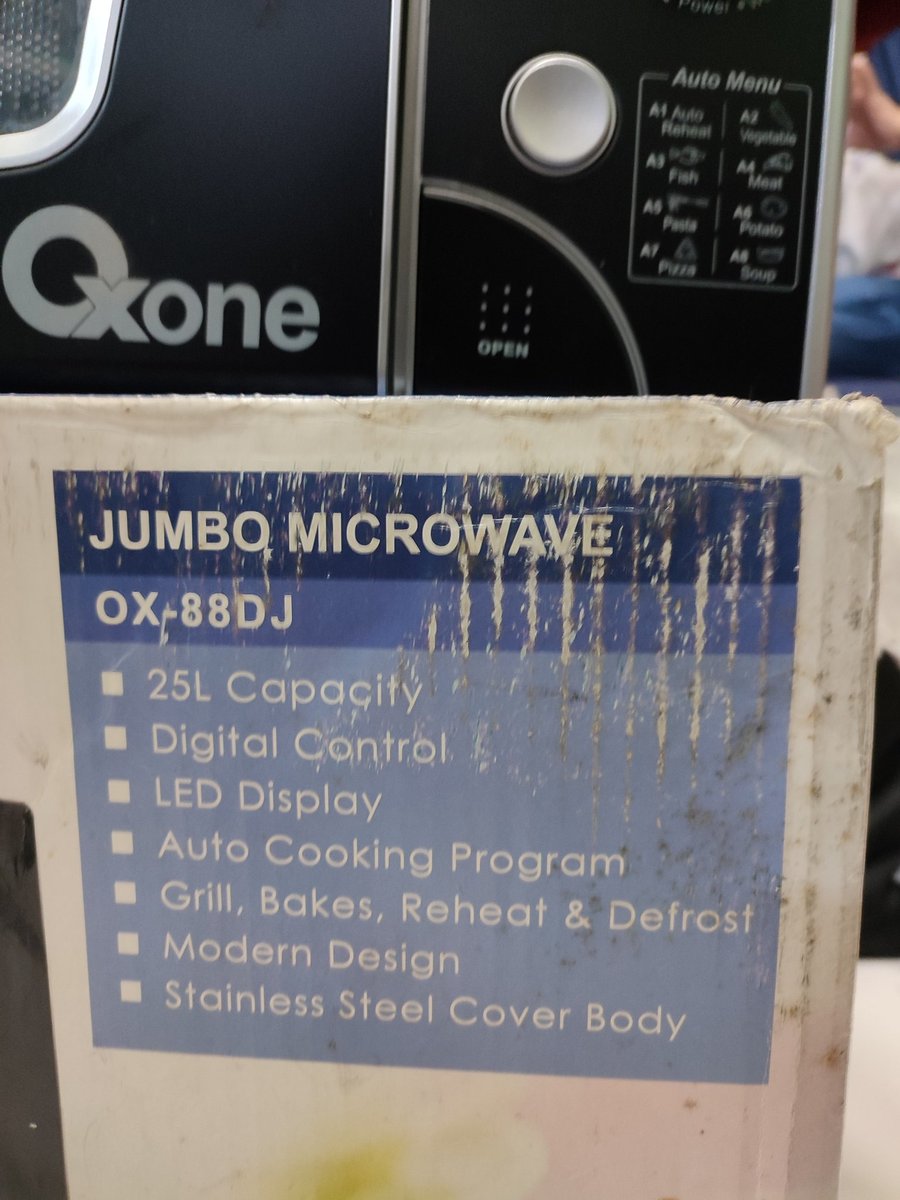 Power
Auto Menu
A1 Auto Reheat
A2 Vegetable
A3 Fish
A4 Meat
A5 Pasta
A6 Potato
A7 Pizza
A8 Soup
Oxone
OPEN
JUMBO MICROWAVE
OX-88DJ
25L Capacity
Digital Control
LED Display
Auto Cooking Program
Grill, Bakes, Reheat & Defrost
Modern Design
Stainless Steel Cover Body